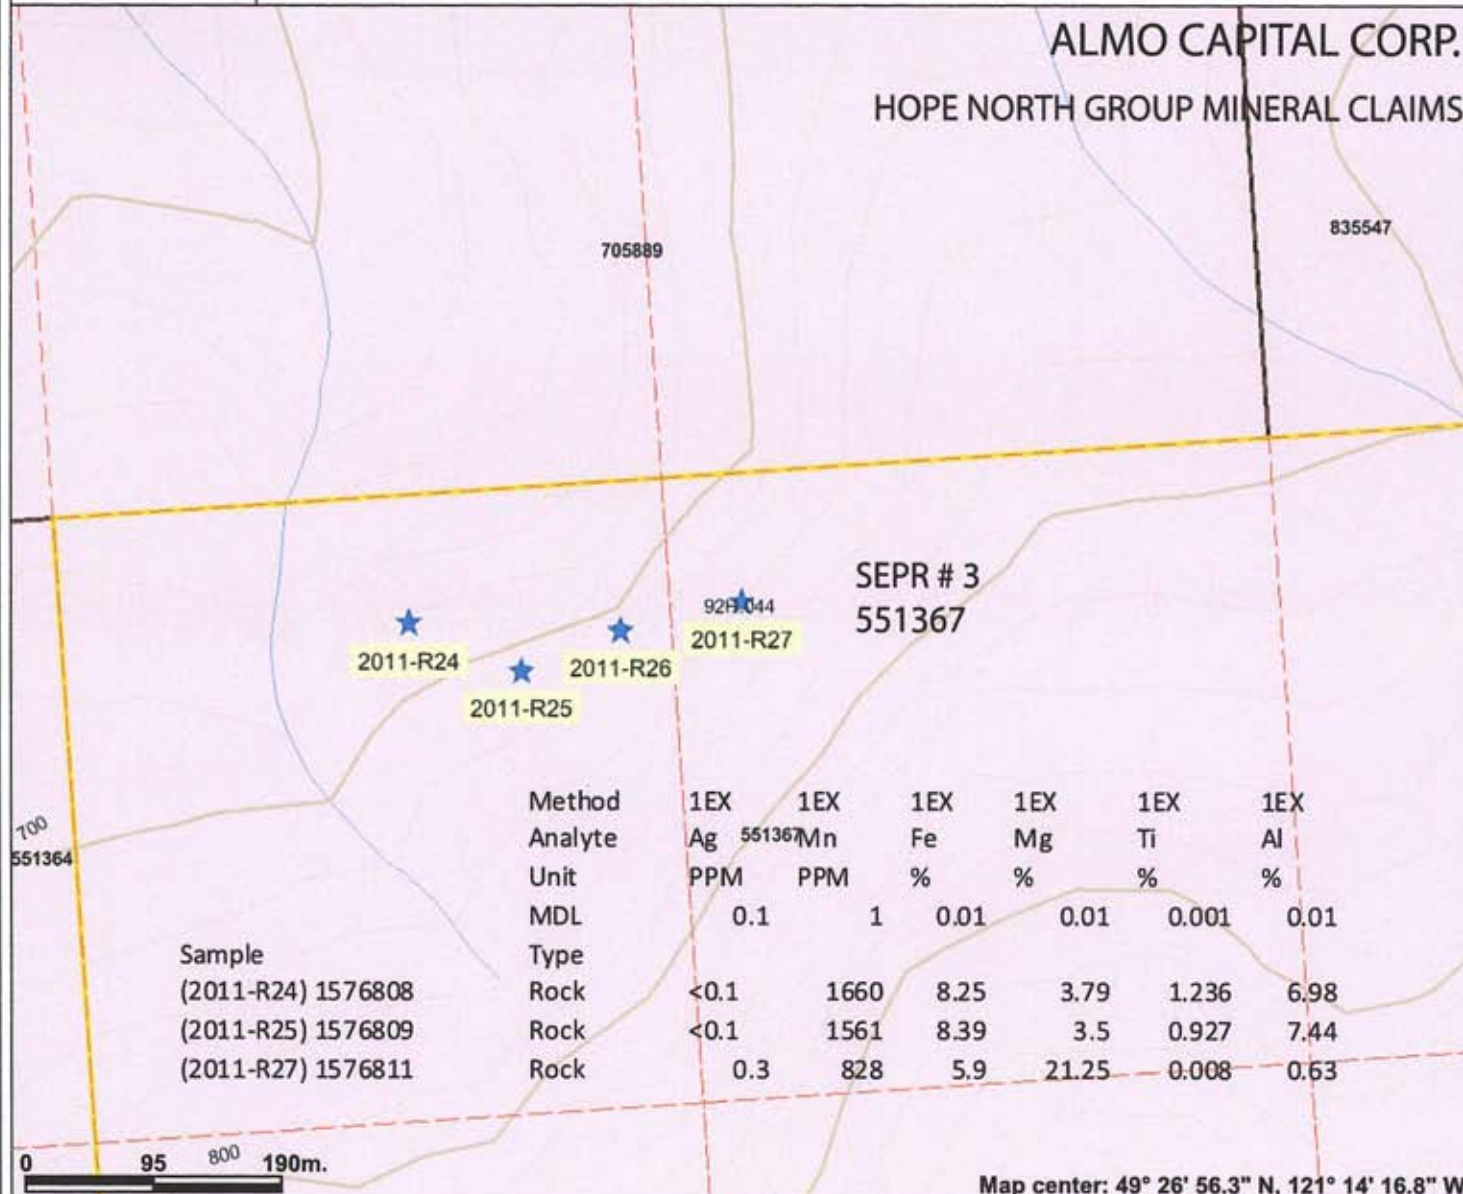 ALMO CAPITAL CORP.
HOPE NORTH GROUP MINERAL CLAIMS
705889
835547
SEPR # 3
551367
92H.044
2011-R24
2011-R25
2011-R26
2011-R27
700
551364
551367
Method 1EX 1EX 1EX 1EX 1EX 1EX
Analyte Ag Mn Fe Mg Ti Al
Unit PPM PPM % % % %
MDL 0.1 1 0.01 0.01 0.001 0.01
Sample Type
(2011-R24) 1576808 Rock <0.1 1660 8.25 3.79 1.236 6.98
(2011-R25) 1576809 Rock <0.1 1561 8.39 3.5 0.927 7.44
(2011-R27) 1576811 Rock 0.3 828 5.9 21.25 0.008 0.63
800
0 95 190m.
Map center: 49° 26' 56.3" N, 121° 14' 16.8" W